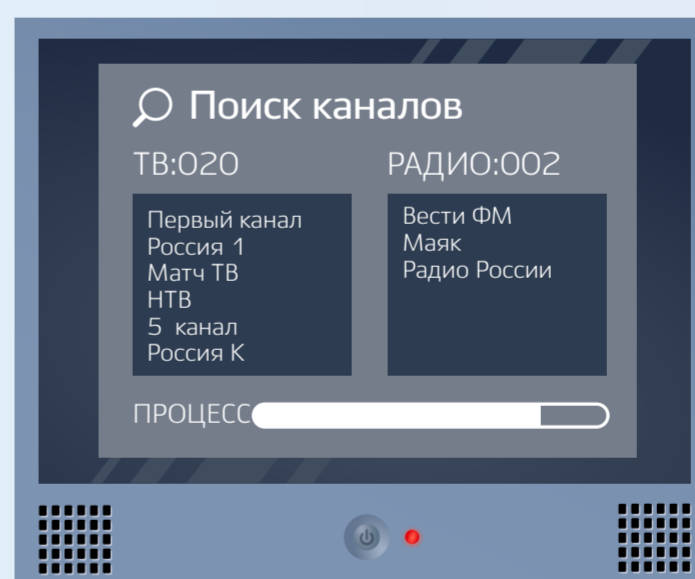 Поиск каналов
ТВ:020
Первый канал
Россия 1
Матч ТВ
НТВ
5 канал
Россия К
РАДИО:002
Вести ФМ
Маяк
Радио России
ПРОЦЕСС